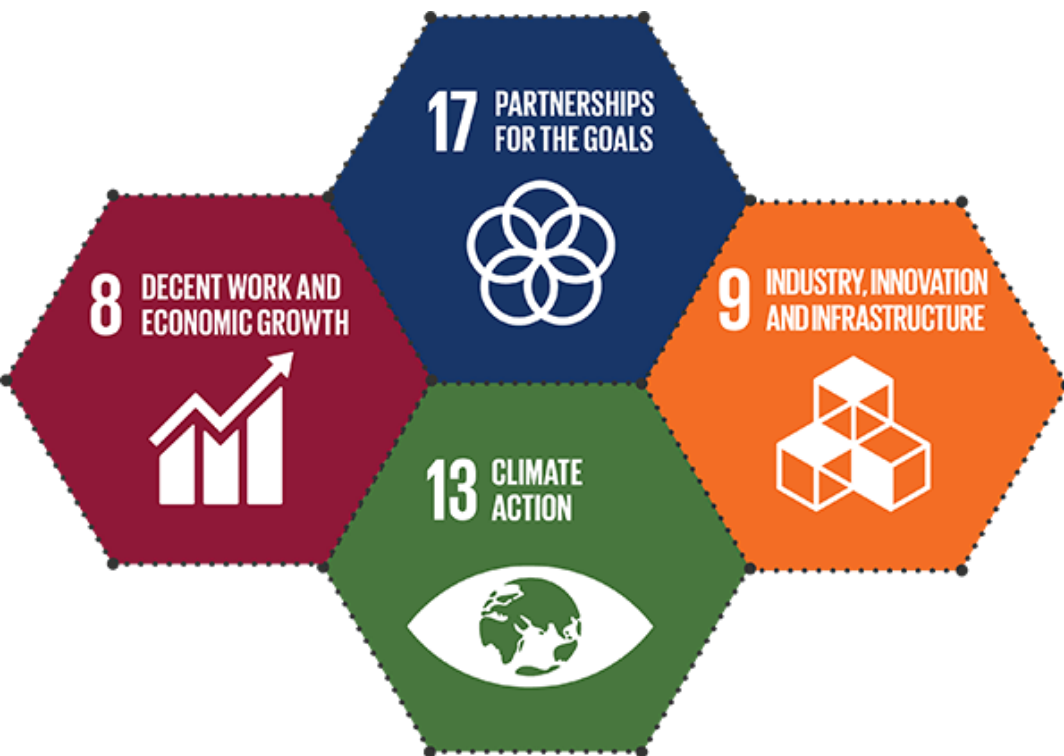 17 PARTNERSHIPS
FOR THE GOALS
8 DECENT WORK AND
ECONOMIC GROWTH
9 INDUSTRY, INNOVATION
AND INFRASTRUCTURE
13 CLIMATE
ACTION